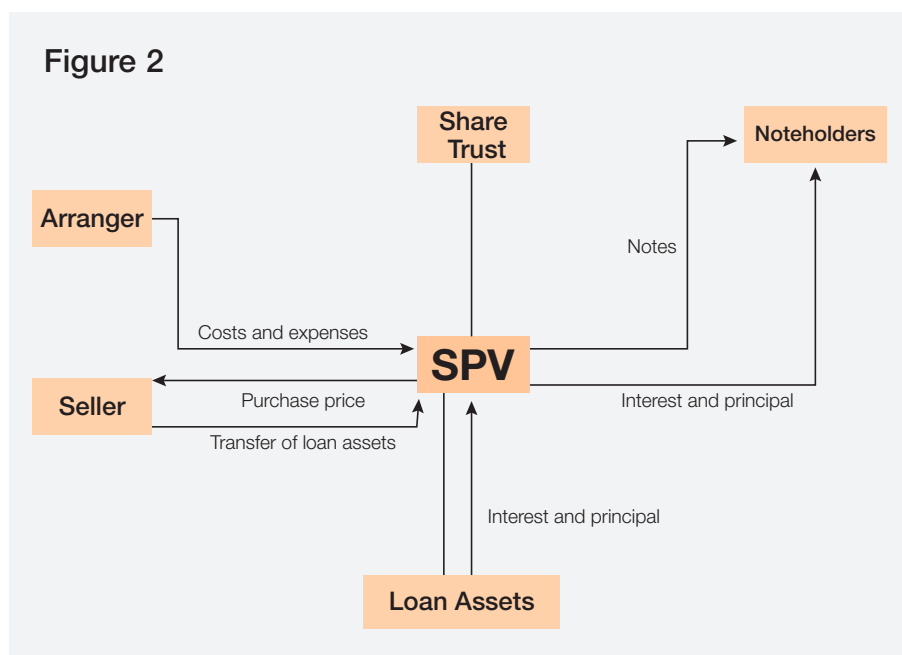 Figure 2
Share
Trust
Noteholders
Arranger
Notes
Costs and expenses
SPV
Seller
Purchase price
Interest and principal
Transfer of loan assets
Interest and principal
Loan Assets